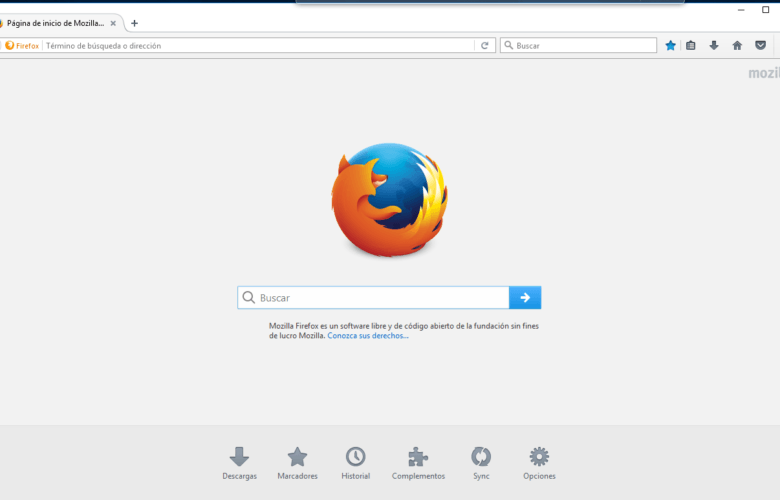 Página de inicio de Mozilla...
Firefox
Término de búsqueda o dirección
Buscar
Buscar
Mozilla Firefox es un software libre y de código abierto de la fundación sin fines
de lucro Mozilla. Conozca sus derechos...
Descargas Marcadores Historial Complementos Sync Opciones